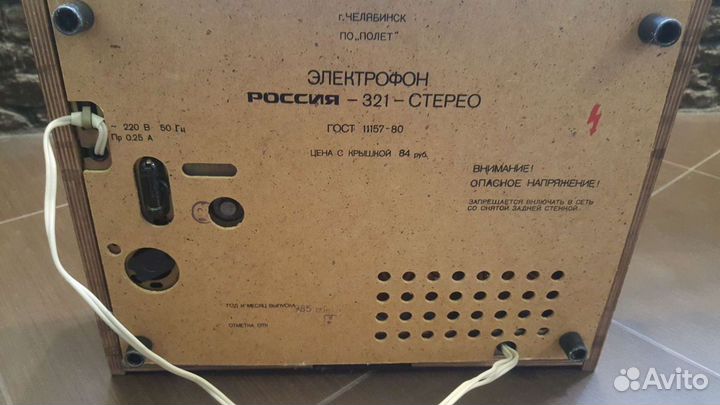 г. ЧЕЛЯБИНСК
ПО „ПОЛЕТ"
ЭЛЕКТРОФОН
РОССИЯ – 321 – СТЕРЕО
ГОСТ 11157-80
ЦЕНА С КРЫШКОЙ 84 руб.
~ 220 В 50 Гц
Пр 0.25 А
ВНИМАНИЕ!
ОПАСНОЕ НАПРЯЖЕНИЕ!
ЗАПРЕЩАЕТСЯ ВКЛЮЧАТЬ В СЕТЬ
СО СНЯТОЙ ЗАДНЕЙ СТЕНКОЙ.
ГОД И МЕСЯЦ ВЫПУСКА
ОТМЕТКА ОТК
Avito